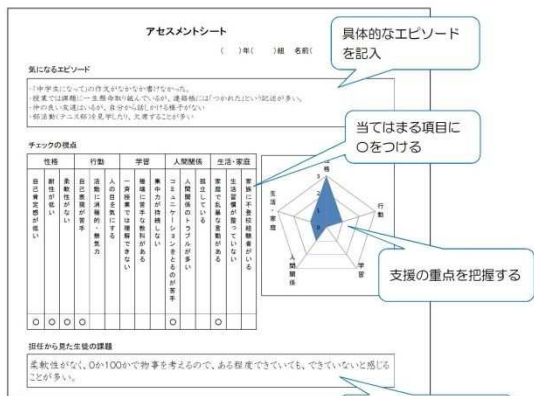 アセスメントシート
(　　)年(　　)組　名前(
具体的なエピソード
を記入
気になるエピソード
・「中学生になって」の作文がなかなか書けなかった。
・授業では課題に一生懸命取り組んでいるが、連絡帳には「つかれた」という記述が多い。
・仲の良い友達はいるが、自分から話しかける様子がない
・部活動(テニス部)を見学したり、欠席することが多い
当てはまる項目に
○をつける
チェックの視点
性格　行動　学習　人間関係　生活・家庭
自己肯定感が低い
耐性が低い
柔軟性がない
自己表現が苦手
活動に消極的・無気力
人の目を気にする
一斉授業では理解できない
極端に苦手な教科がある
集中力が持続しない
コミュニケーションをとるのが苦手
人間関係のトラブルが多い
孤立している
家庭で乱暴な言動がある
生活習慣が整っていない
家族に不登校経験者がいる
○ ○ ○ ○ ○ ○
格
3
2
1
0
行動
学習
人間関係
生活・家庭
支援の重点を把握する
担任から見た生徒の課題
柔軟性がなく、0か100かで物事を考えるので、ある程度できていても、できていないと感じる
ことが多い。